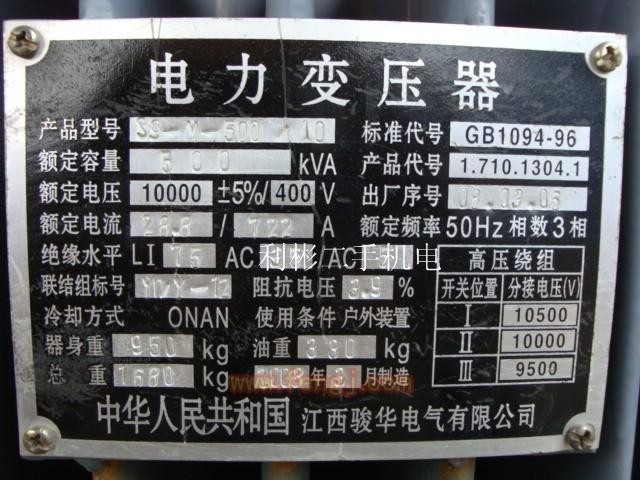 电力变压器
产品型号 S9-M-500/10 标准代号 GB1094-96
额定容量 500 kVA 产品代号 1.710.1304.1
额定电压 10000 ±5%/400 V 出厂序号
额定电流 28.8/722 A 额定频率 50Hz 相数 3 相
绝缘水平 LI 75 AC /AC 高压绕组
利彬二手机电
联结组标号 阻抗电压 3.9 % 开关位置 分接电压(V)
冷却方式 ONAN 使用条件 户外装置 I 10500
器身重 950 kg 油重 330 kg II 10000
总重 1680 kg 年 月制造 III 9500
中华人民共和国 江西骏华电气有限公司